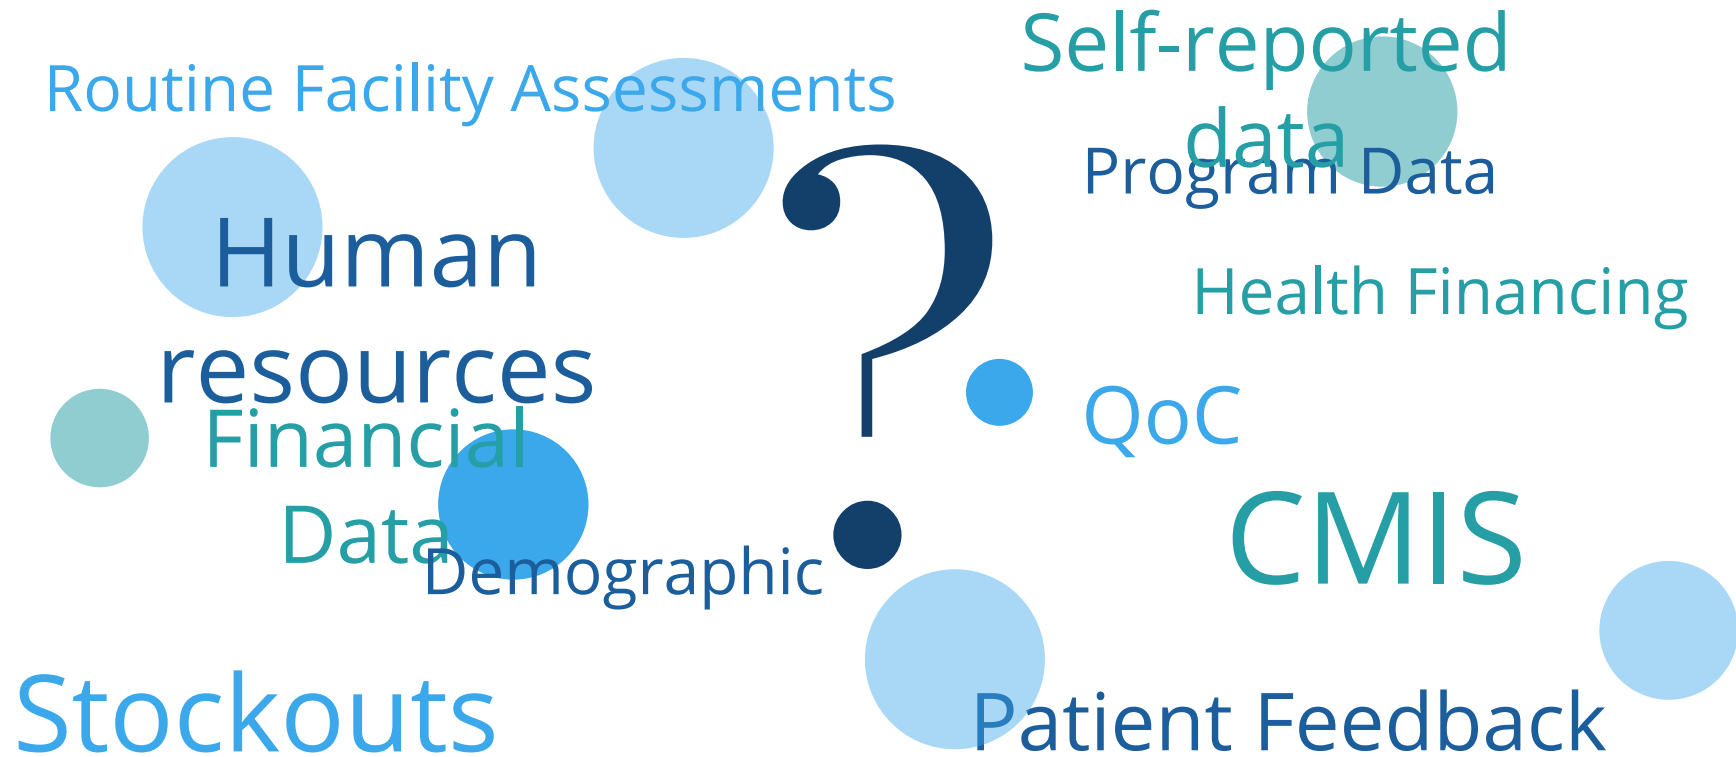 Routine Facility Assessments
Human
resources
Financial
Data
Demographic
Stockouts
?
Self-reported
data
Program Data
Health Financing
QoC
CMIS
Patient Feedback